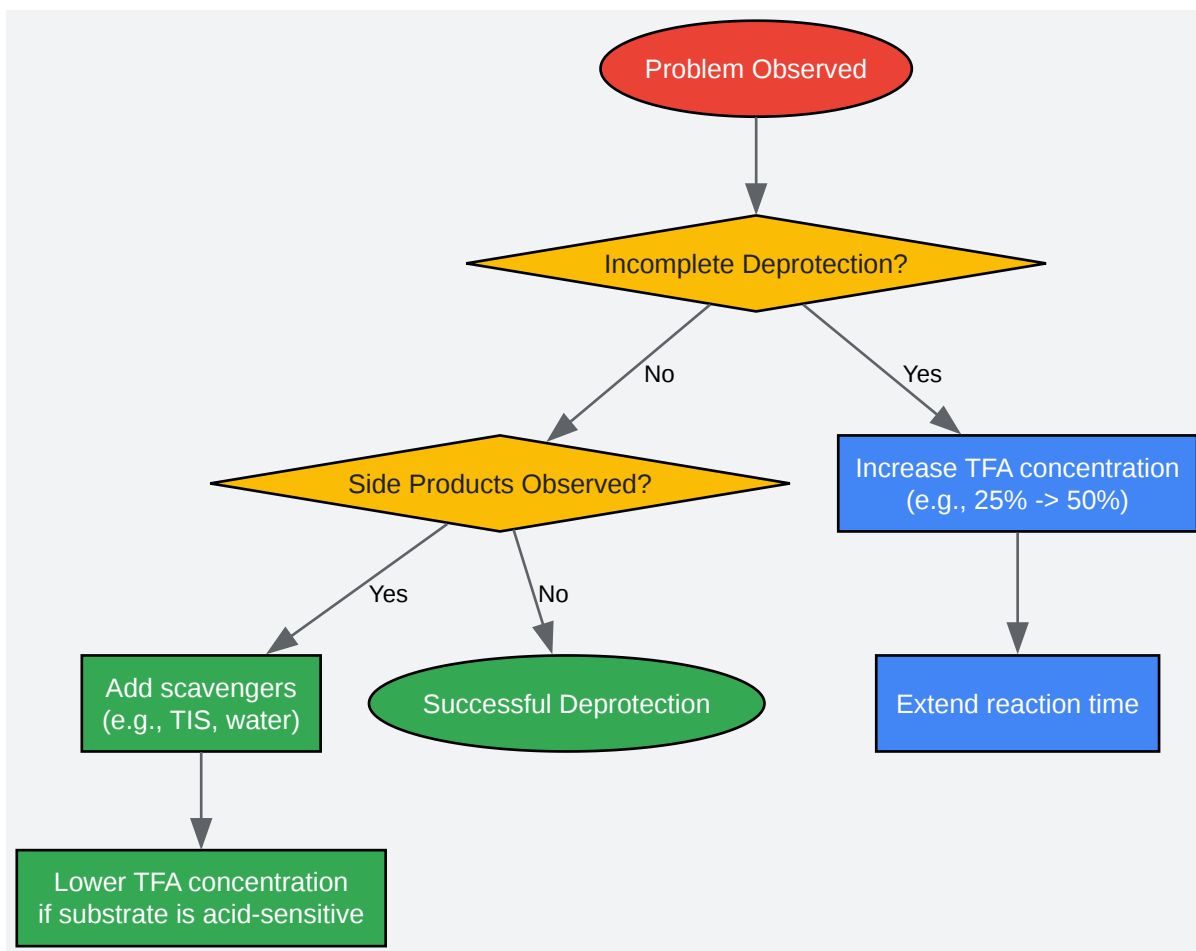 Problem Observed
Incomplete Deprotection?
No
Yes
Side Products Observed?
Increase TFA concentration
(e.g., 25% -> 50%)
Yes
No
Add scavengers
(e.g., TIS, water)
Successful Deprotection
Extend reaction time
Lower TFA concentration
if substrate is acid-sensitive